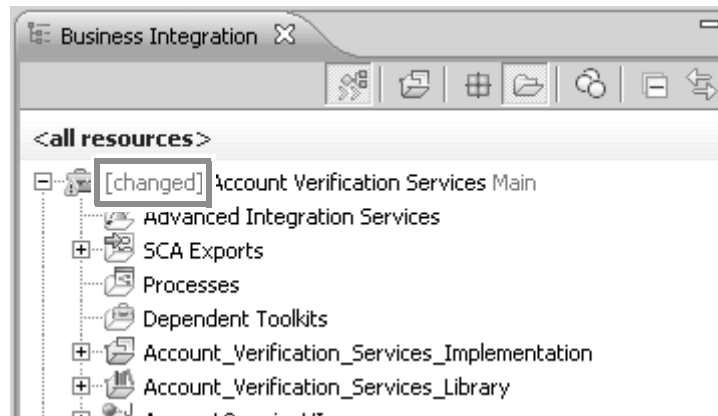 Business Integration
<all resources>
[changed] Account Verification Services Main
Advanced Integration Services
SCA Exports
Processes
Dependent Toolkits
Account_Verification_Services_Implementation
Account_Verification_Services_Library